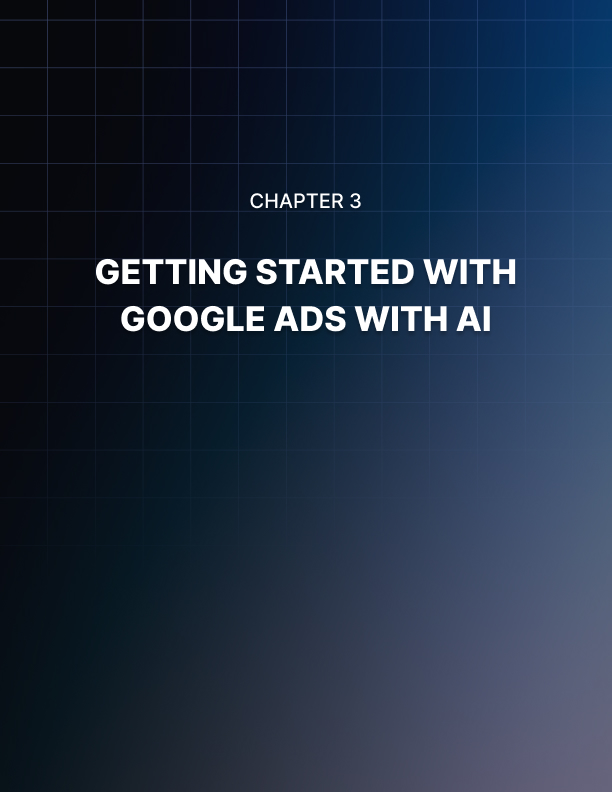 CHAPTER 3
GETTING STARTED WITH
GOOGLE ADS WITH AI